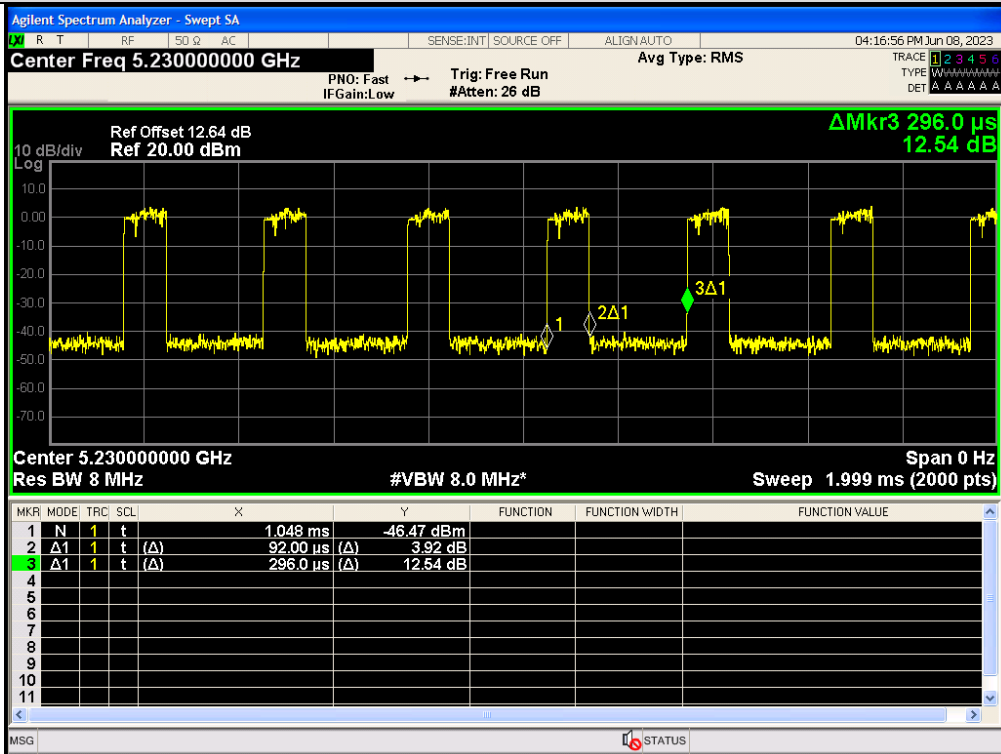 Agilent Spectrum Analyzer - Swept SA
LXI R T RF 50 Ω AC SENSE:INT SOURCE OFF ALIGN AUTO 04:16:56 PM Jun 08, 2023
Center Freq 5.230000000 GHz Avg Type: RMS TRACE 1 2 3 4 5 6
PNO: Fast Trig: Free Run TYPE W W W W W W
IFGain:Low #Atten: 26 dB DET A A A A A A
ΔMkr3 296.0 µs
12.54 dB
Ref Offset 12.64 dB
10 dB/div Ref 20.00 dBm
Log
10.0
0.00
-10.0
-20.0
-30.0
-40.0
-50.0
-60.0
-70.0
1
2Δ1
3Δ1
Center 5.230000000 GHz Span 0 Hz
Res BW 8 MHz #VBW 8.0 MHz* Sweep 1.999 ms (2000 pts)
MKR MODE TRC SCL X Y FUNCTION FUNCTION WIDTH FUNCTION VALUE
1 N 1 t 1.048 ms -46.47 dBm
2 Δ1 1 t (Δ) 92.00 µs (Δ) 3.92 dB
3 Δ1 1 t (Δ) 296.0 µs (Δ) 12.54 dB
4
5
6
7
8
9
10
11
MSG STATUS